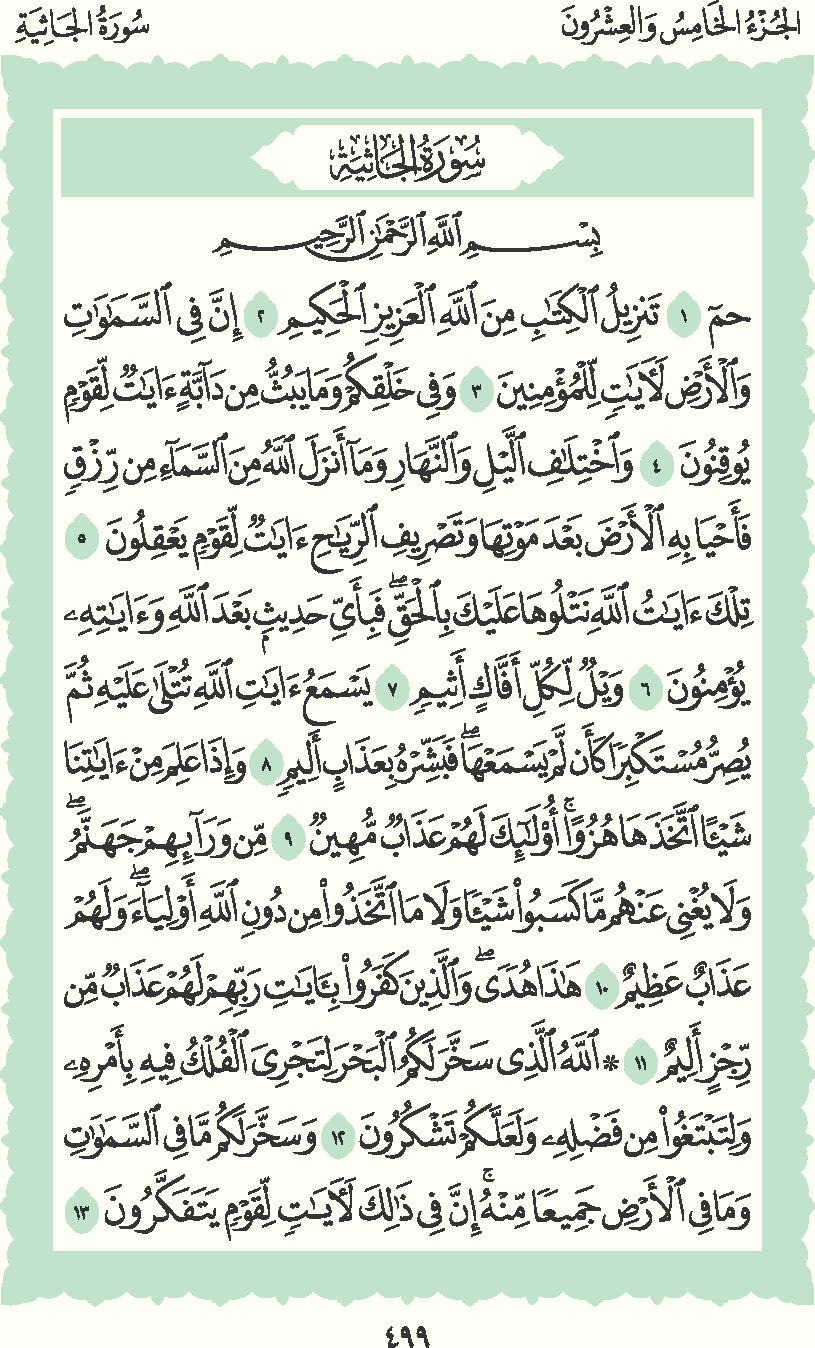 الجُزْءُ الخَامِسُ وَالعِشْرُونَ
سُورَةُ الجَاثِيَةِ
سُورَةُ الجَاثِيَةِ
بِسْمِ ٱللَّهِ ٱلرَّحْمَٰنِ ٱلرَّحِيمِ
حمٓ ١ تَنزِيلُ ٱلْكِتَٰبِ مِنَ ٱللَّهِ ٱلْعَزِيزِ ٱلْحَكِيمِ ٢ إِنَّ فِى ٱلسَّمَٰوَٰتِ
وَٱلْأَرْضِ لَءَايَٰتٍ لِّلْمُؤْمِنِينَ ٣ وَفِى خَلْقِكُمْ وَمَا يَبُثُّ مِن دَآبَّةٍ ءَايَٰتٌ لِّقَوْمٍ
يُوقِنُونَ ٤ وَٱخْتِلَٰفِ ٱلَّيْلِ وَٱلنَّهَارِ وَمَآ أَنزَلَ ٱللَّهُ مِنَ ٱلسَّمَآءِ مِن رِّزْقٍ
فَأَحْيَا بِهِ ٱلْأَرْضَ بَعْدَ مَوْتِهَا وَتَصْرِيفِ ٱلرِّيَٰحِ ءَايَٰتٌ لِّقَوْمٍ يَعْقِلُونَ ٥
تِلْكَ ءَايَٰتُ ٱللَّهِ نَتْلُوهَا عَلَيْكَ بِٱلْحَقِّ ۖ فَبِأَىِّ حَدِيثٍۭ بَعْدَ ٱللَّهِ وَءَايَٰتِهِۦ
يُؤْمِنُونَ ٦ وَيْلٌ لِّكُلِّ أَفَّاكٍ أَثِيمٍ ٧ يَسْمَعُ ءَايَٰتِ ٱللَّهِ تُتْلَىٰ عَلَيْهِ ثُمَّ
يُصِرُّ مُسْتَكْبِرًا كَأَن لَّمْ يَسْمَعْهَا ۖ فَبَشِّرْهُ بِعَذَابٍ أَلِيمٍ ٨ وَإِذَا عَلِمَ مِنْ ءَايَٰتِنَا
شَيْـًٔا ٱتَّخَذَهَا هُزُوًا ۚ أُو۟لَٰٓئِكَ لَهُمْ عَذَابٌ مُّهِينٌ ٩ مِّن وَرَآئِهِمْ جَهَنَّمُ ۖ
وَلَا يُغْنِى عَنْهُم مَّا كَسَبُوا۟ شَيْـًٔا وَلَا مَا ٱتَّخَذُوا۟ مِن دُونِ ٱللَّهِ أَوْلِيَآءَ ۖ وَلَهُمْ
عَذَابٌ عَظِيمٌ ١٠ هَٰذَا هُدًى ۖ وَٱلَّذِينَ كَفَرُوا۟ بِـَٔايَٰتِ رَبِّهِمْ لَهُمْ عَذَابٌ مِّن
رِّجْزٍ أَلِيمٌ ١١ * ٱللَّهُ ٱلَّذِى سَخَّرَ لَكُمُ ٱلْبَحْرَ لِتَجْرِىَ ٱلْفُلْكُ فِيهِ بِأَمْرِهِۦ
وَلِتَبْتَغُوا۟ مِن فَضْلِهِۦ وَلَعَلَّكُمْ تَشْكُرُونَ ١٢ وَسَخَّرَ لَكُم مَّا فِى ٱلسَّمَٰوَٰتِ
وَمَا فِى ٱلْأَرْضِ جَمِيعًا مِّنْهُ ۚ إِنَّ فِى ذَٰلِكَ لَءَايَٰتٍ لِّقَوْمٍ يَتَفَكَّرُونَ ١٣
٤٩٩